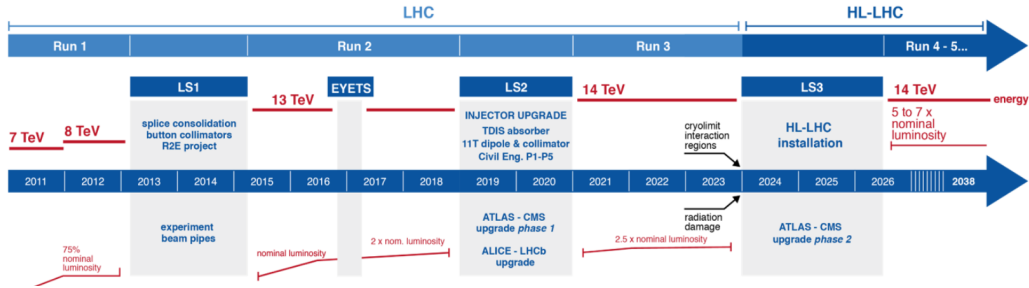 LHC
HL-LHC
Run 1
Run 2
Run 3
Run 4 - 5...
LS1
EYETS
LS2
LS3
7 TeV
8 TeV
13 TeV
14 TeV
14 TeV
energy
splice consolidation
button collimators
R2E project
INJECTOR UPGRADE
TDIS absorber
11T dipole & collimator
Civil Eng. P1-P5
cryolimit
interaction
regions
HL-LHC
installation
5 to 7 x
nominal
luminosity
2011 2012 2013 2014 2015 2016 2017 2018 2019 2020 2021 2022 2023 2024 2025 2026 2038
75%
nominal
luminosity
experiment
beam pipes
nominal luminosity
2 x nom. luminosity
ATLAS - CMS
upgrade phase 1
ALICE - LHCb
upgrade
2.5 x nominal luminosity
radiation
damage
ATLAS - CMS
upgrade phase 2